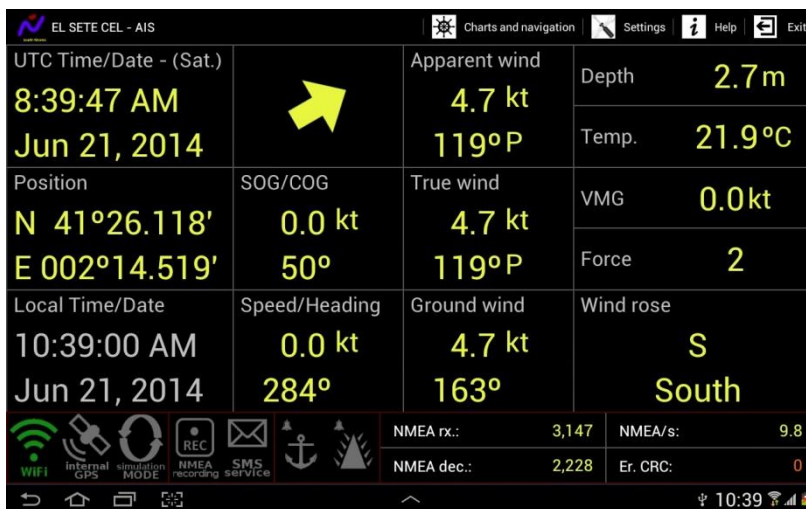 EL SETE CEL - AIS
Charts and navigation
Settings
Help
Exit
UTC Time/Date - (Sat.)
8:39:47 AM
Jun 21, 2014
Apparent wind
4.7 kt
119º P
Depth 2.7 m
Temp. 21.9 ºC
Position
N 41º26.118'
E 002º14.519'
SOG/COG
0.0 kt
50º
True wind
4.7 kt
119º P
VMG 0.0 kt
Force 2
Local Time/Date
10:39:00 AM
Jun 21, 2014
Speed/Heading
0.0 kt
284º
Ground wind
4.7 kt
163º
Wind rose
S
South
WiFi
internal
GPS
simulation
MODE
REC
NMEA
recording
SMS
service
NMEA rx.: 3,147
NMEA/s: 9.8
NMEA dec.: 2,228
Er. CRC: 0
10:39